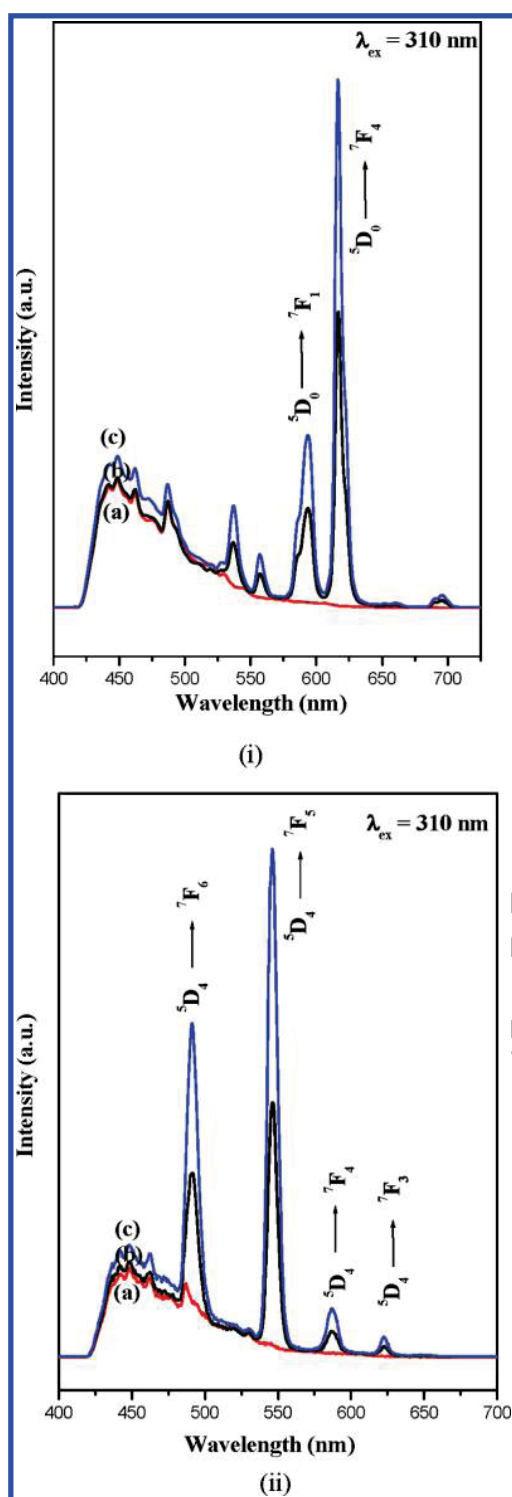 λex = 310 nm
⁵D₀ ⟶ ⁷F₄
⁵D₀ ⟶ ⁷F₁
(c)
(b)
(a)
Intensity (a.u.)
400 450 500 550 600 650 700
Wavelength (nm)
(i)
λex = 310 nm
⁵D₄ ⟶ ⁷F₆
⁵D₄ ⟶ ⁷F₅
⁵D₄ ⟶ ⁷F₄
⁵D₄ ⟶ ⁷F₃
(c)
(b)
(a)
Intensity (a.u.)
400 450 500 550 600 650 700
Wavelength (nm)
(ii)